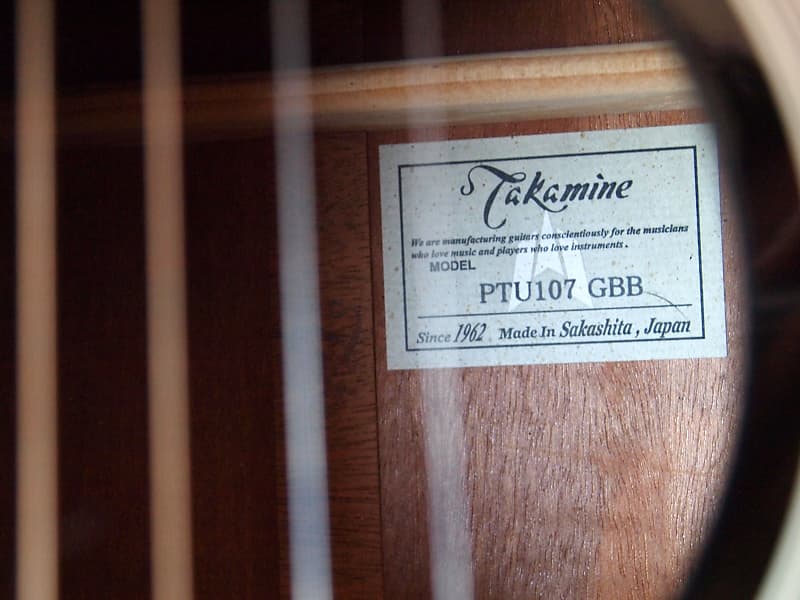 Takamine
We are manufacturing guitars conscientiously for the musicians
who love music and players who love instruments.
MODEL
PTU107 GBB
Since 1962 Made In Sakashita, Japan